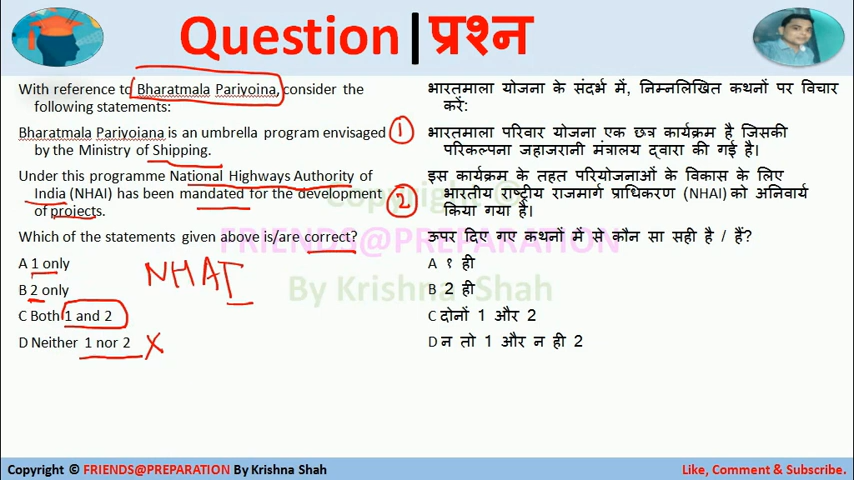 Question|प्रश्न
With reference to Bharatmala Pariyojna, consider the
following statements:
Bharatmala Pariyojana is an umbrella program envisaged
by the Ministry of Shipping.
1
Under this programme National Highways Authority of
India (NHAI) has been mandated for the development
of projects.
2
Which of the statements given above is/are correct?
A 1 only
B 2 only
C Both 1 and 2
D Neither 1 nor 2
X
NHAI
भारतमाला योजना के संदर्भ में, निम्नलिखित कथनों पर विचार
करें:
भारतमाला परिवार योजना एक छत्र कार्यक्रम है जिसकी
परिकल्पना जहाजरानी मंत्रालय द्वारा की गई है।
इस कार्यक्रम के तहत परियोजनाओं के विकास के लिए
भारतीय राष्ट्रीय राजमार्ग प्राधिकरण (NHAI) को अनिवार्य
किया गया है।
ऊपर दिए गए कथनों में से कौन सा सही है / हैं?
A १ ही
B 2 ही
C दोनों 1 और 2
D न तो 1 और न ही 2
Copyright ©
FRIENDS@PREPARATION
By Krishna Shah
Copyright © FRIENDS@PREPARATION By Krishna Shah
Like, Comment & Subscribe.